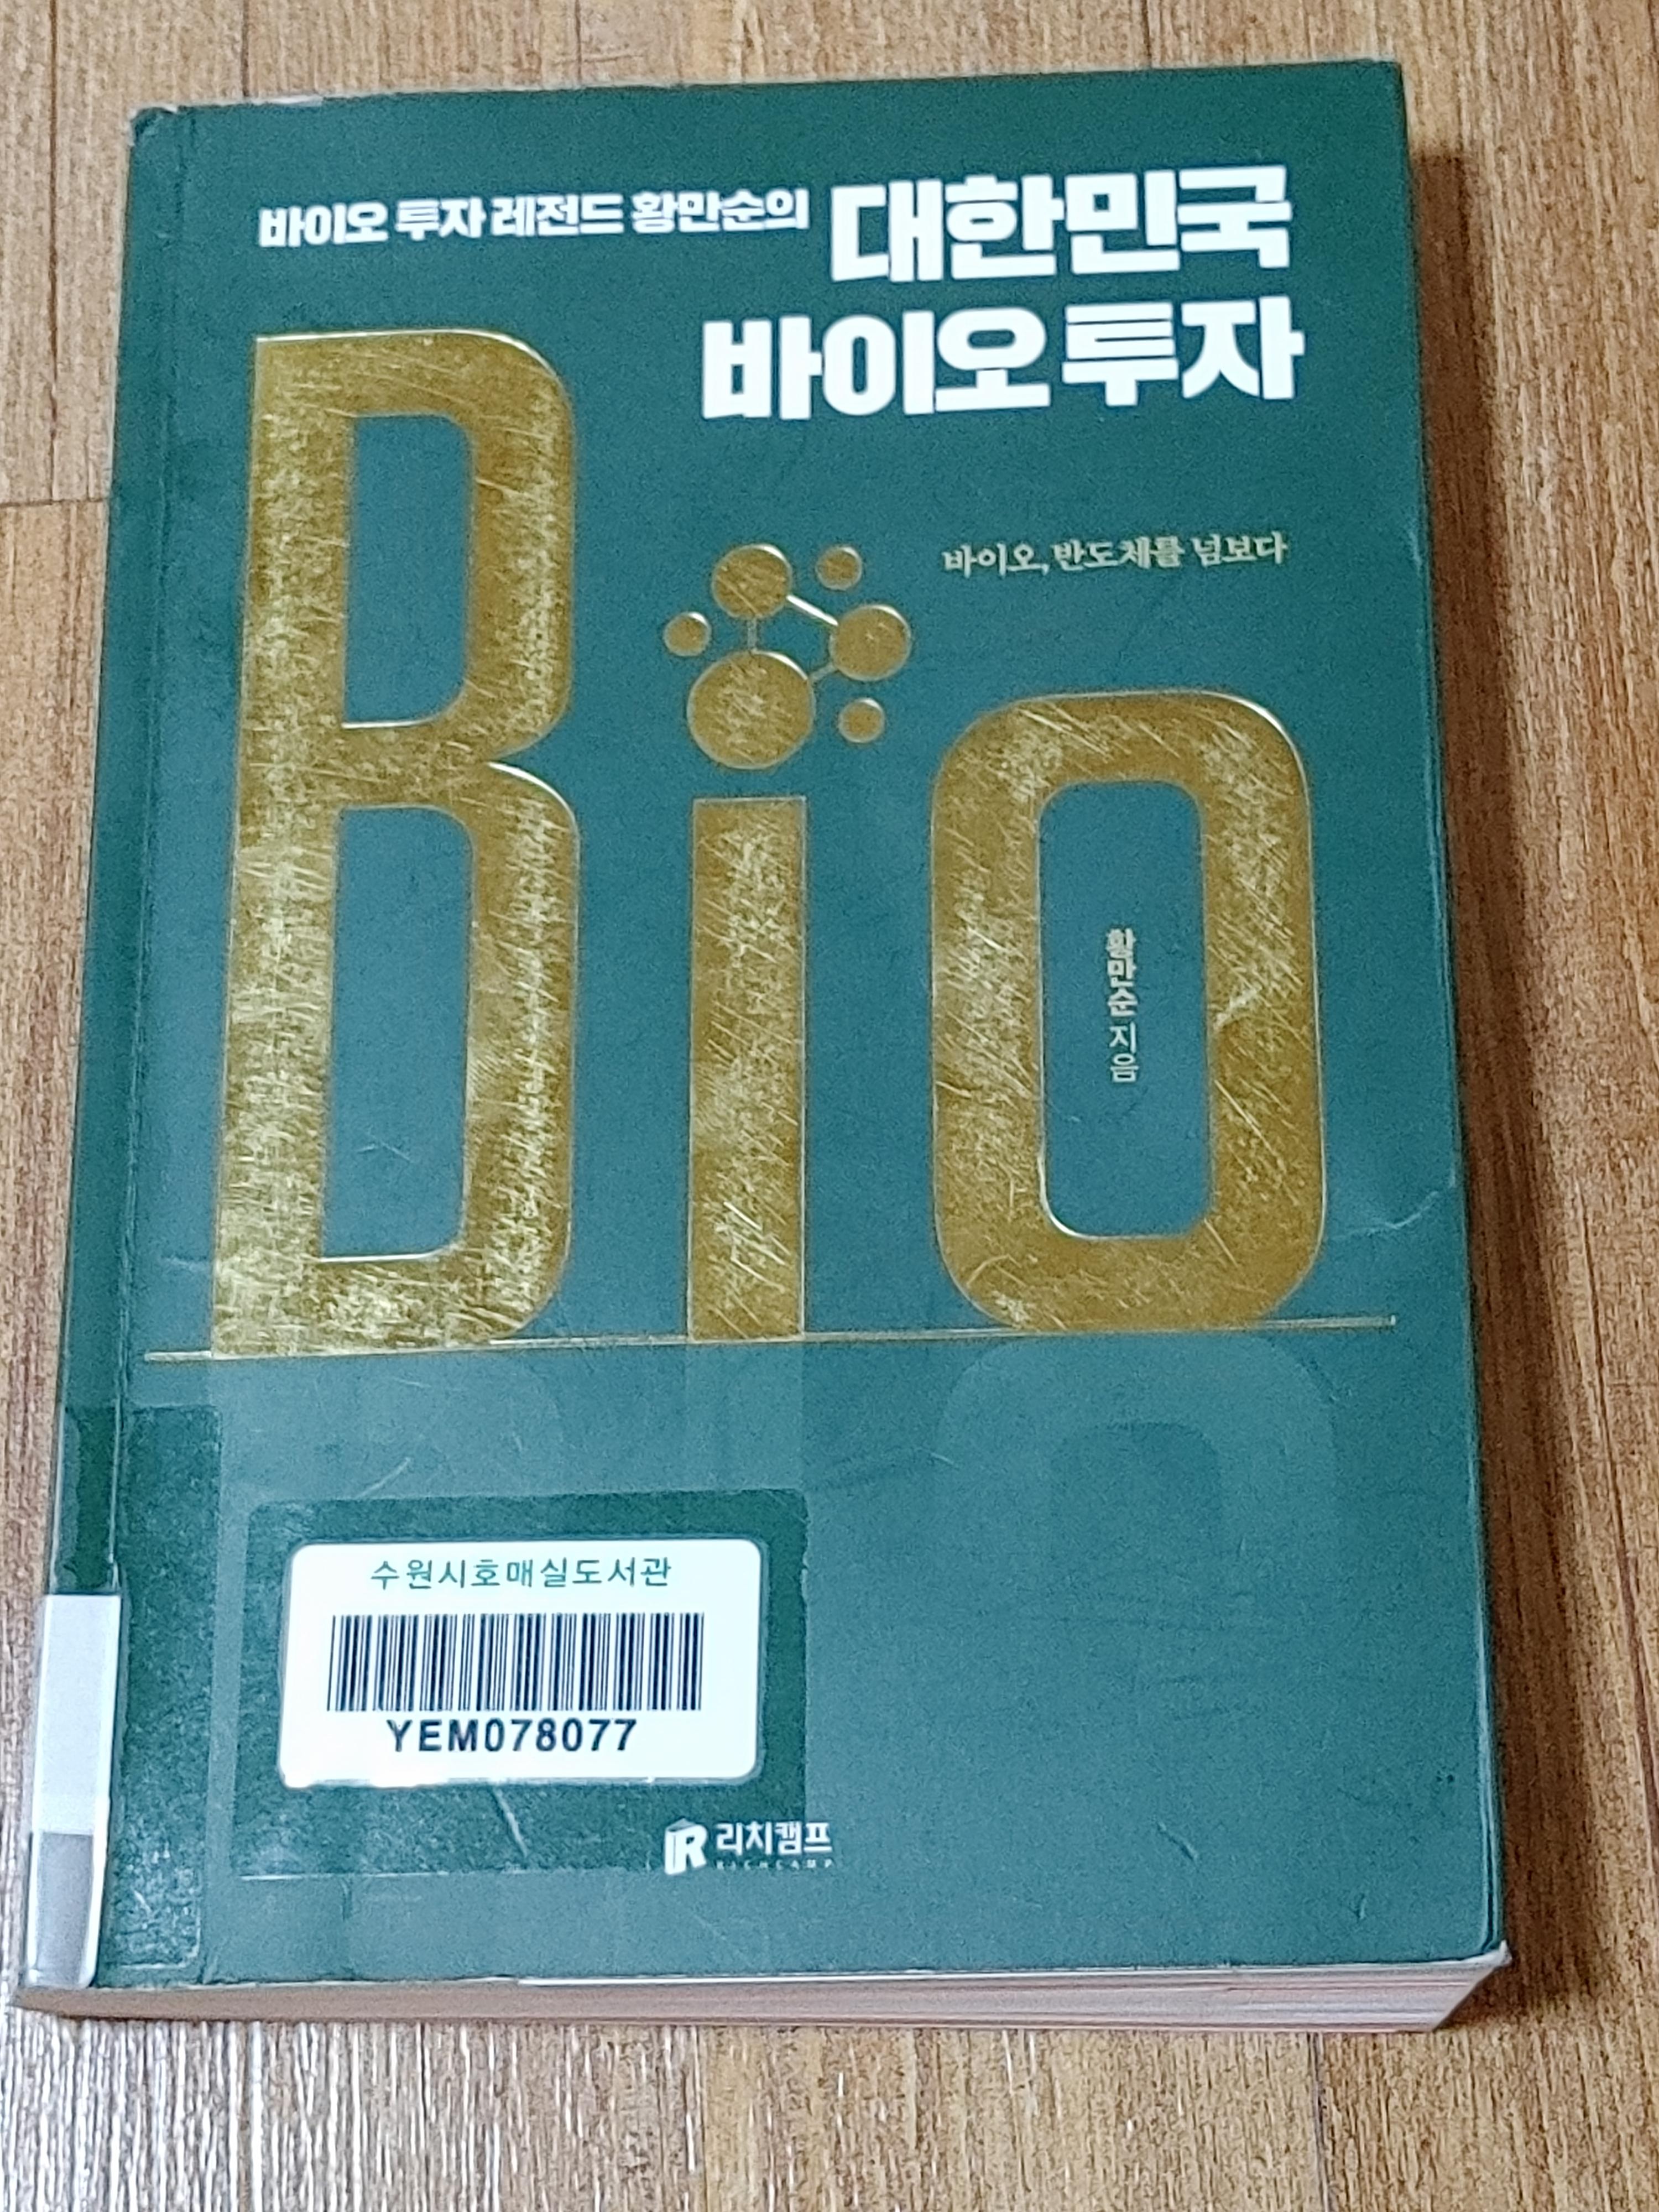 바이오 투자 레전드 황만순의 대한민국
바이오 투자
바이오, 반도체를 넘보다
Bio
황만순 지음
수원시호매실도서관
YEM078077
리치캠프
RICHCAMP